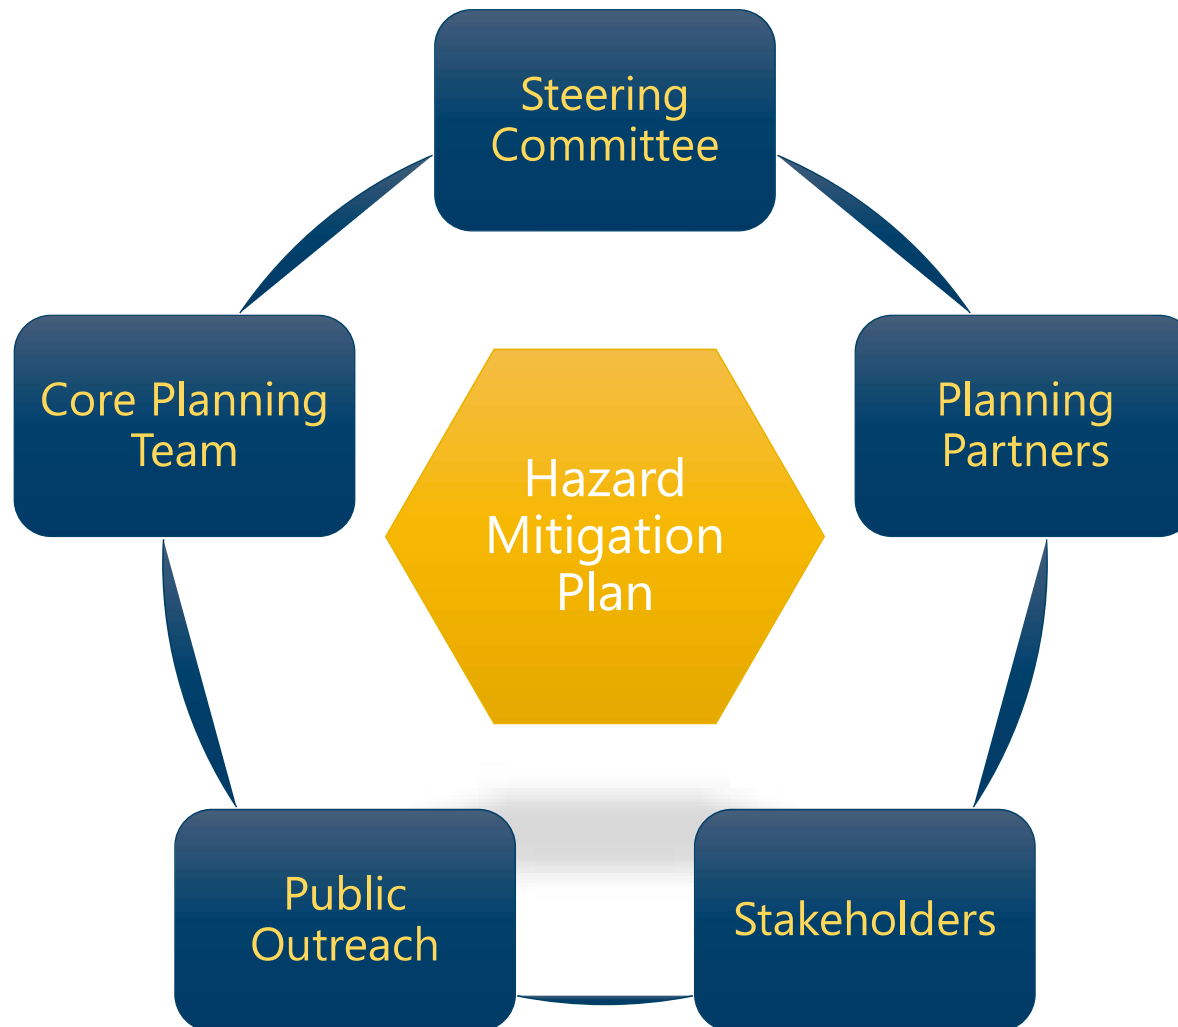 Steering
Committee
Core Planning
Team
Planning
Partners
Hazard
Mitigation
Plan
Public
Outreach
Stakeholders